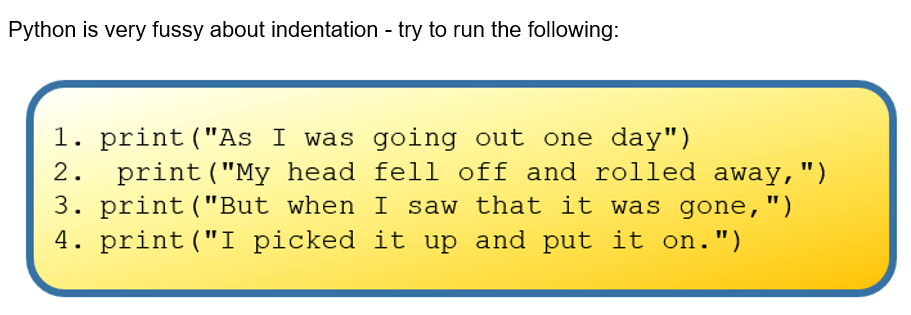 Python is very fussy about indentation - try to run the following:
1. print("As I was going out one day")
2.  print("My head fell off and rolled away,")
3. print("But when I saw that it was gone,")
4. print("I picked it up and put it on.")